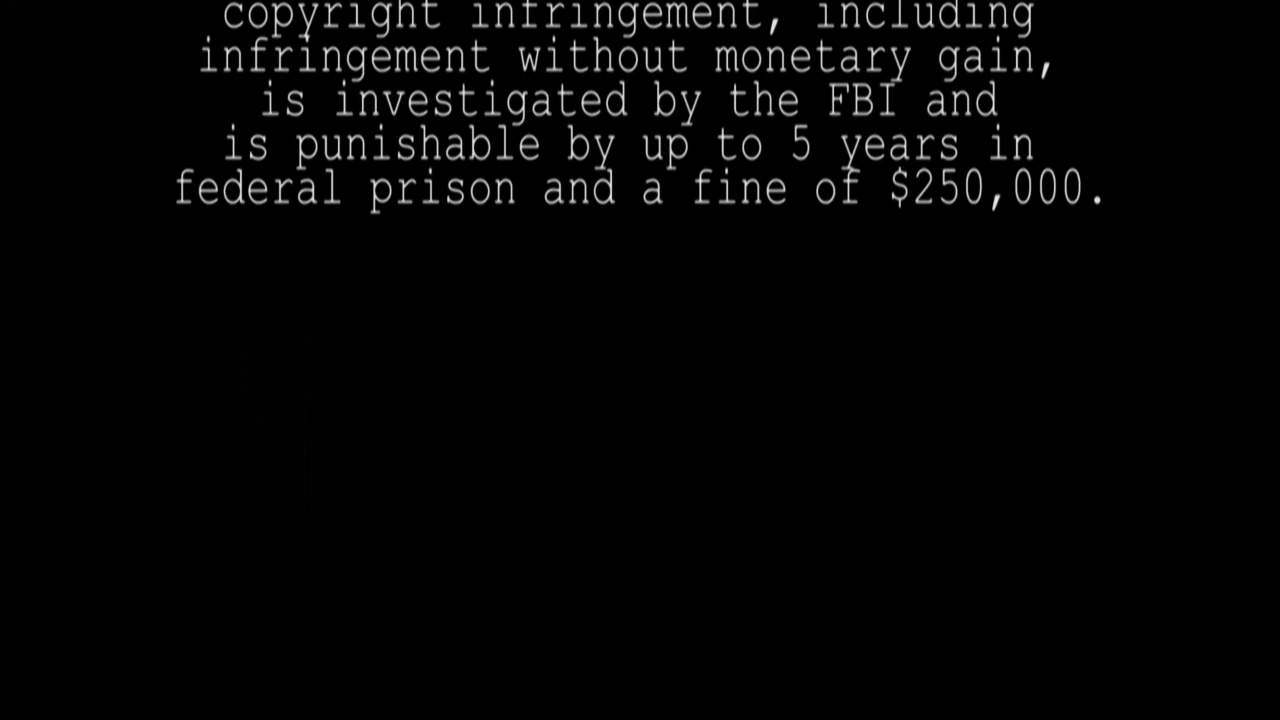 copyright infringement, including
infringement without monetary gain,
is investigated by the FBI and
is punishable by up to 5 years in
federal prison and a fine of $250,000.